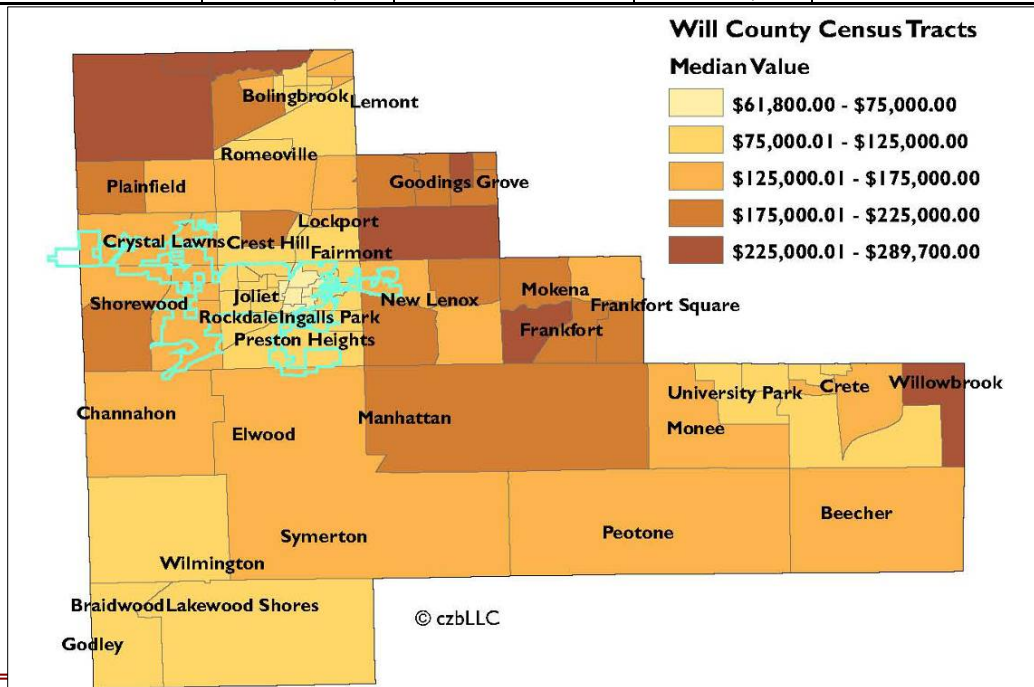 Will County Census Tracts
Median Value
$61,800.00 - $75,000.00
$75,000.01 - $125,000.00
$125,000.01 - $175,000.00
$175,000.01 - $225,000.00
$225,000.01 - $289,700.00
Bolingbrook
Lemont
Romeoville
Plainfield
Goodings Grove
Lockport
Crystal Lawns
Crest Hill
Fairmont
Shorewood
Joliet
New Lenox
Mokena
Frankfort Square
Rockdale
Ingalls Park
Frankfort
Preston Heights
Channahon
Elwood
Manhattan
University Park
Crete
Willowbrook
Monee
Symerton
Peotone
Beecher
Wilmington
Braidwood
Lakewood Shores
© czbLLC
Godley